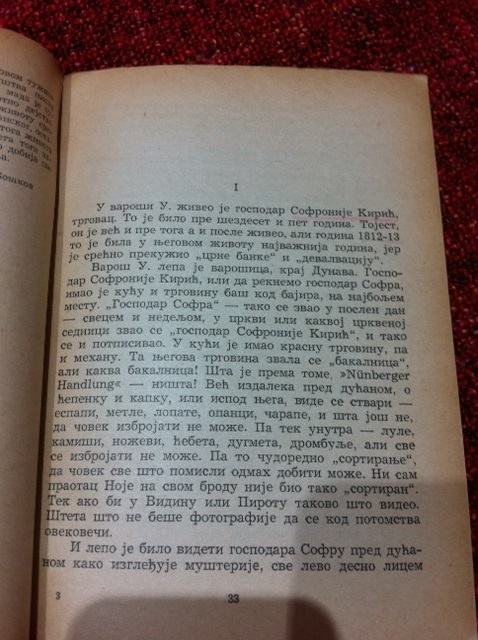 овом тужи
мада је
ошков
I
У вароши У. живео је господар Софроније Кирић,
трговац. То је било пре шездесет и пет година. Тојест,
он је већ и пре тога а и после живео, али година 1812-13
то је била у његовом животу најважнија година, јер
је срећно прекужио „црне банке“ и „девалвацију“.
Варош У. лепа је варошица, крај Дунава. Госпо-
дар Софроније Кирић, или да рекнемо господар Софра,
имао је кућу и трговину баш код бајира, на најбољем
месту. „Господар Софра“ — тако се звао у послен дан
— свецем и недељом, у цркви или каквој црквеној
седници звао се „господар Софроније Кирић“, и тако
се и потписивао. У кући је имао красну трговину, па
и механу. Та његова трговина звала се „бакалница“,
али каква бакалница! Шта је према томе, »Nünberger
Handlung« — ништа! Већ издалека пред дућаном, о
ћепенку и капку, или испод њега, виде се ствари —
еспапи, метле, лопате, опанци, чарапе, и шта још не,
да човек избројати не може. Па тек унутра — луле,
камиши, ножеви, ћебета, дугмета, дромбуље, али све
се избројати не може. Па то чудоредно „сортирање“,
да човек све што помисли одмах добити може. Ни сам
праотац Ноје на свом броду није био тако „сортиран“.
Тек ако би у Видину или Пироту таково што видео.
Штета што не беше фотографије да се код потомства
овековечи.
И лепо је било видети господара Софру пред дућа-
ном како изглеђује муштерије, све лево десно лицем
3
33